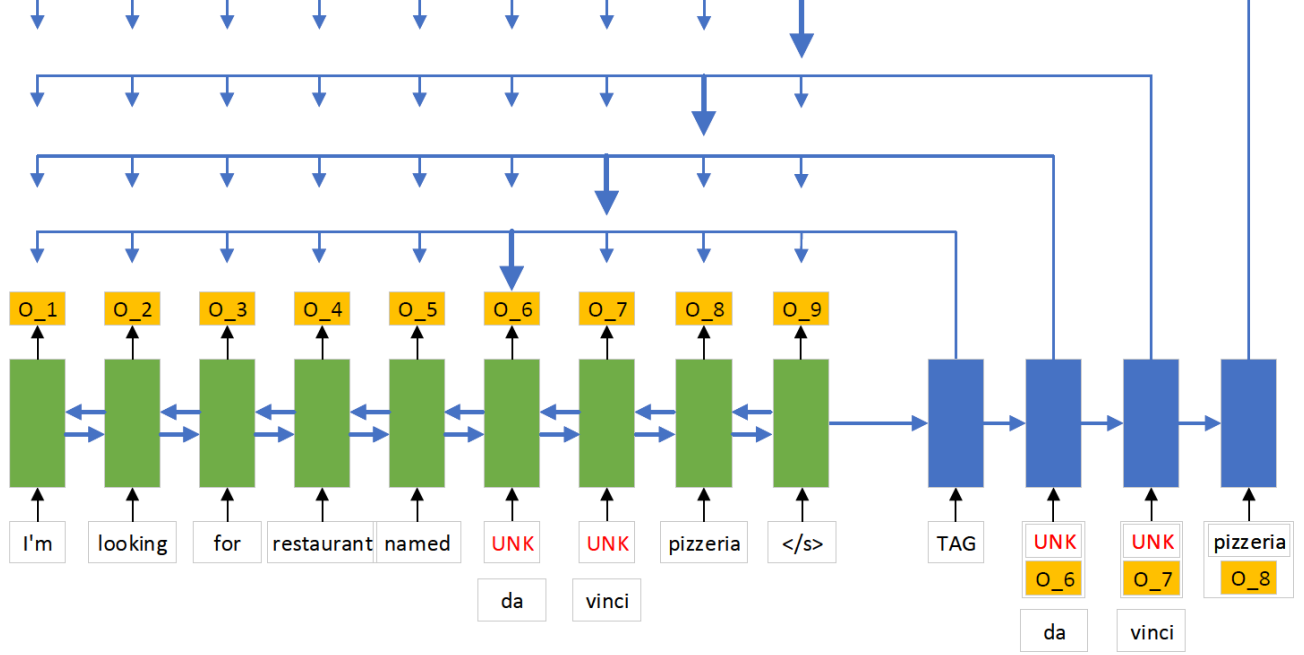 O_1 O_2 O_3 O_4 O_5 O_6 O_7 O_8 O_9
I'm looking for restaurant named UNK UNK pizzeria </s> TAG UNK UNK pizzeria
O_6 O_7 O_8
da vinci
da vinci